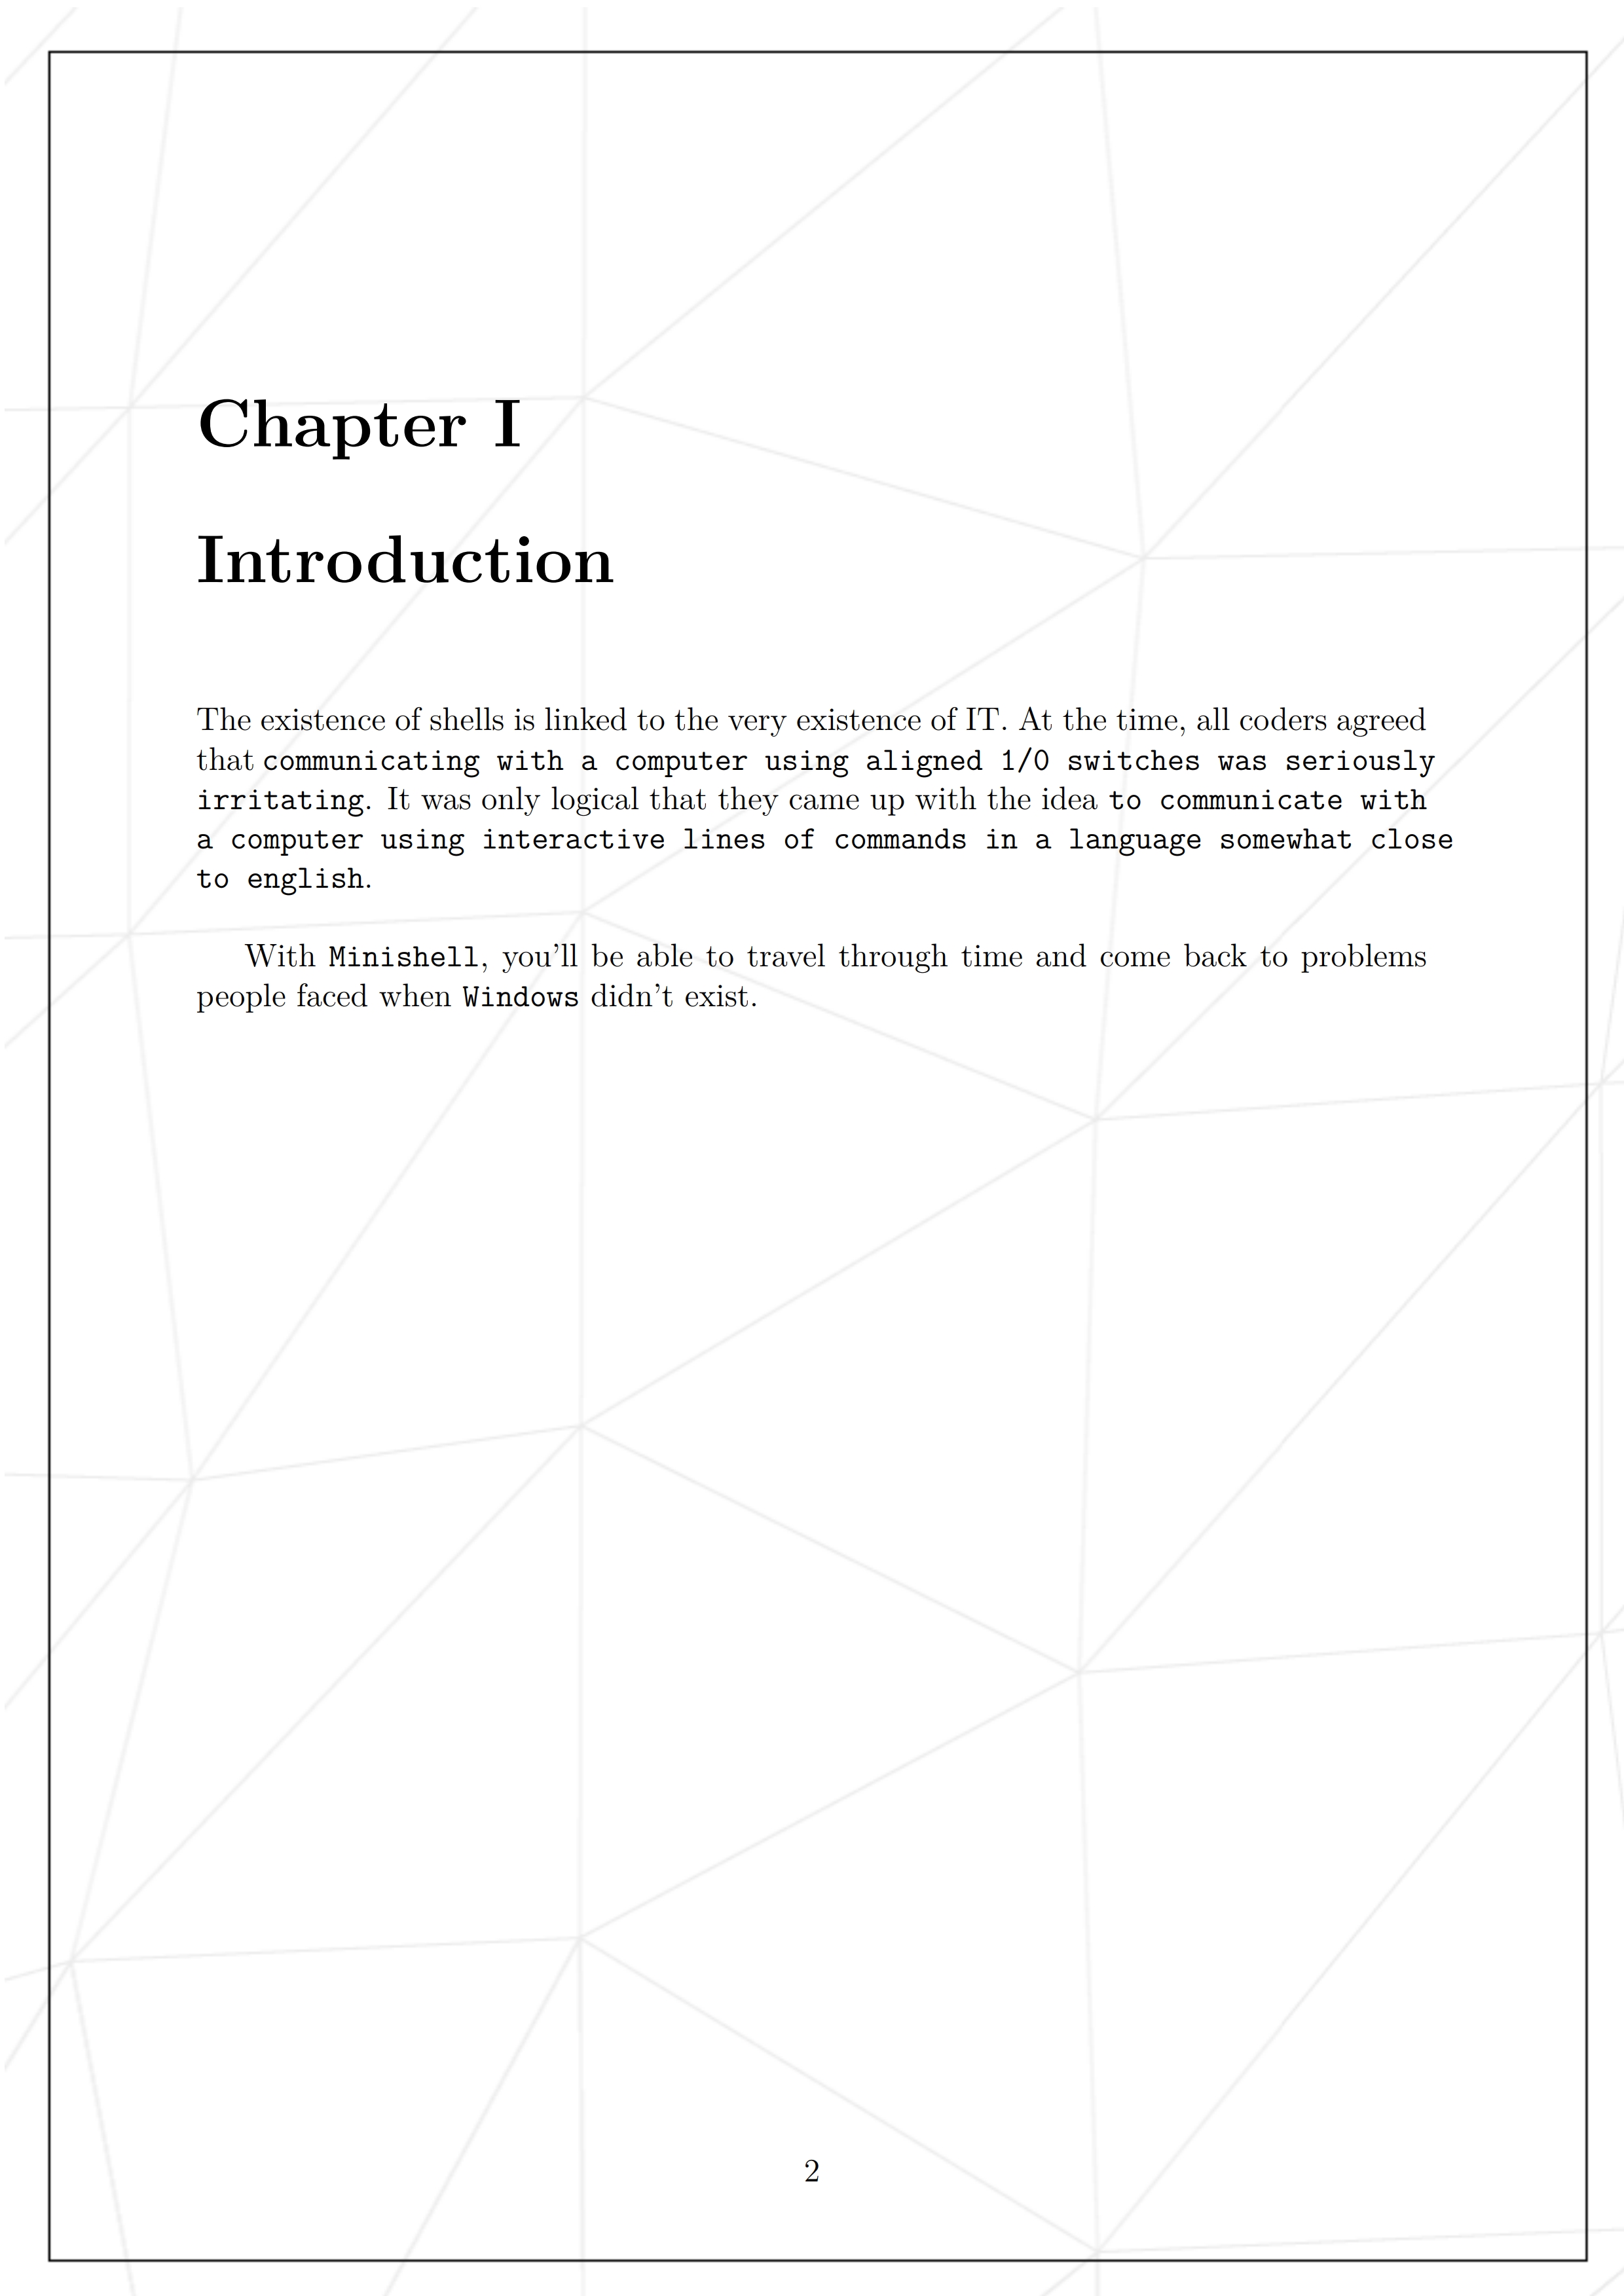 Chapter I
Introduction
The existence of shells is linked to the very existence of IT. At the time, all coders agreed
that communicating with a computer using aligned 1/0 switches was seriously
irritating. It was only logical that they came up with the idea to communicate with
a computer using interactive lines of commands in a language somewhat close
to english.
With Minishell, you'll be able to travel through time and come back to problems
people faced when Windows didn't exist.
2